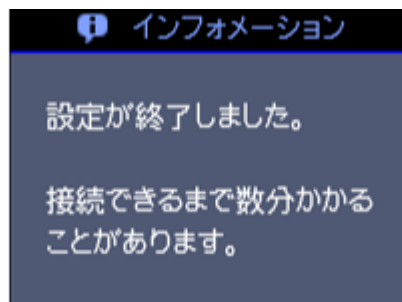 インフォメーション
設定が終了しました。
接続できるまで数分かかる
ことがあります。